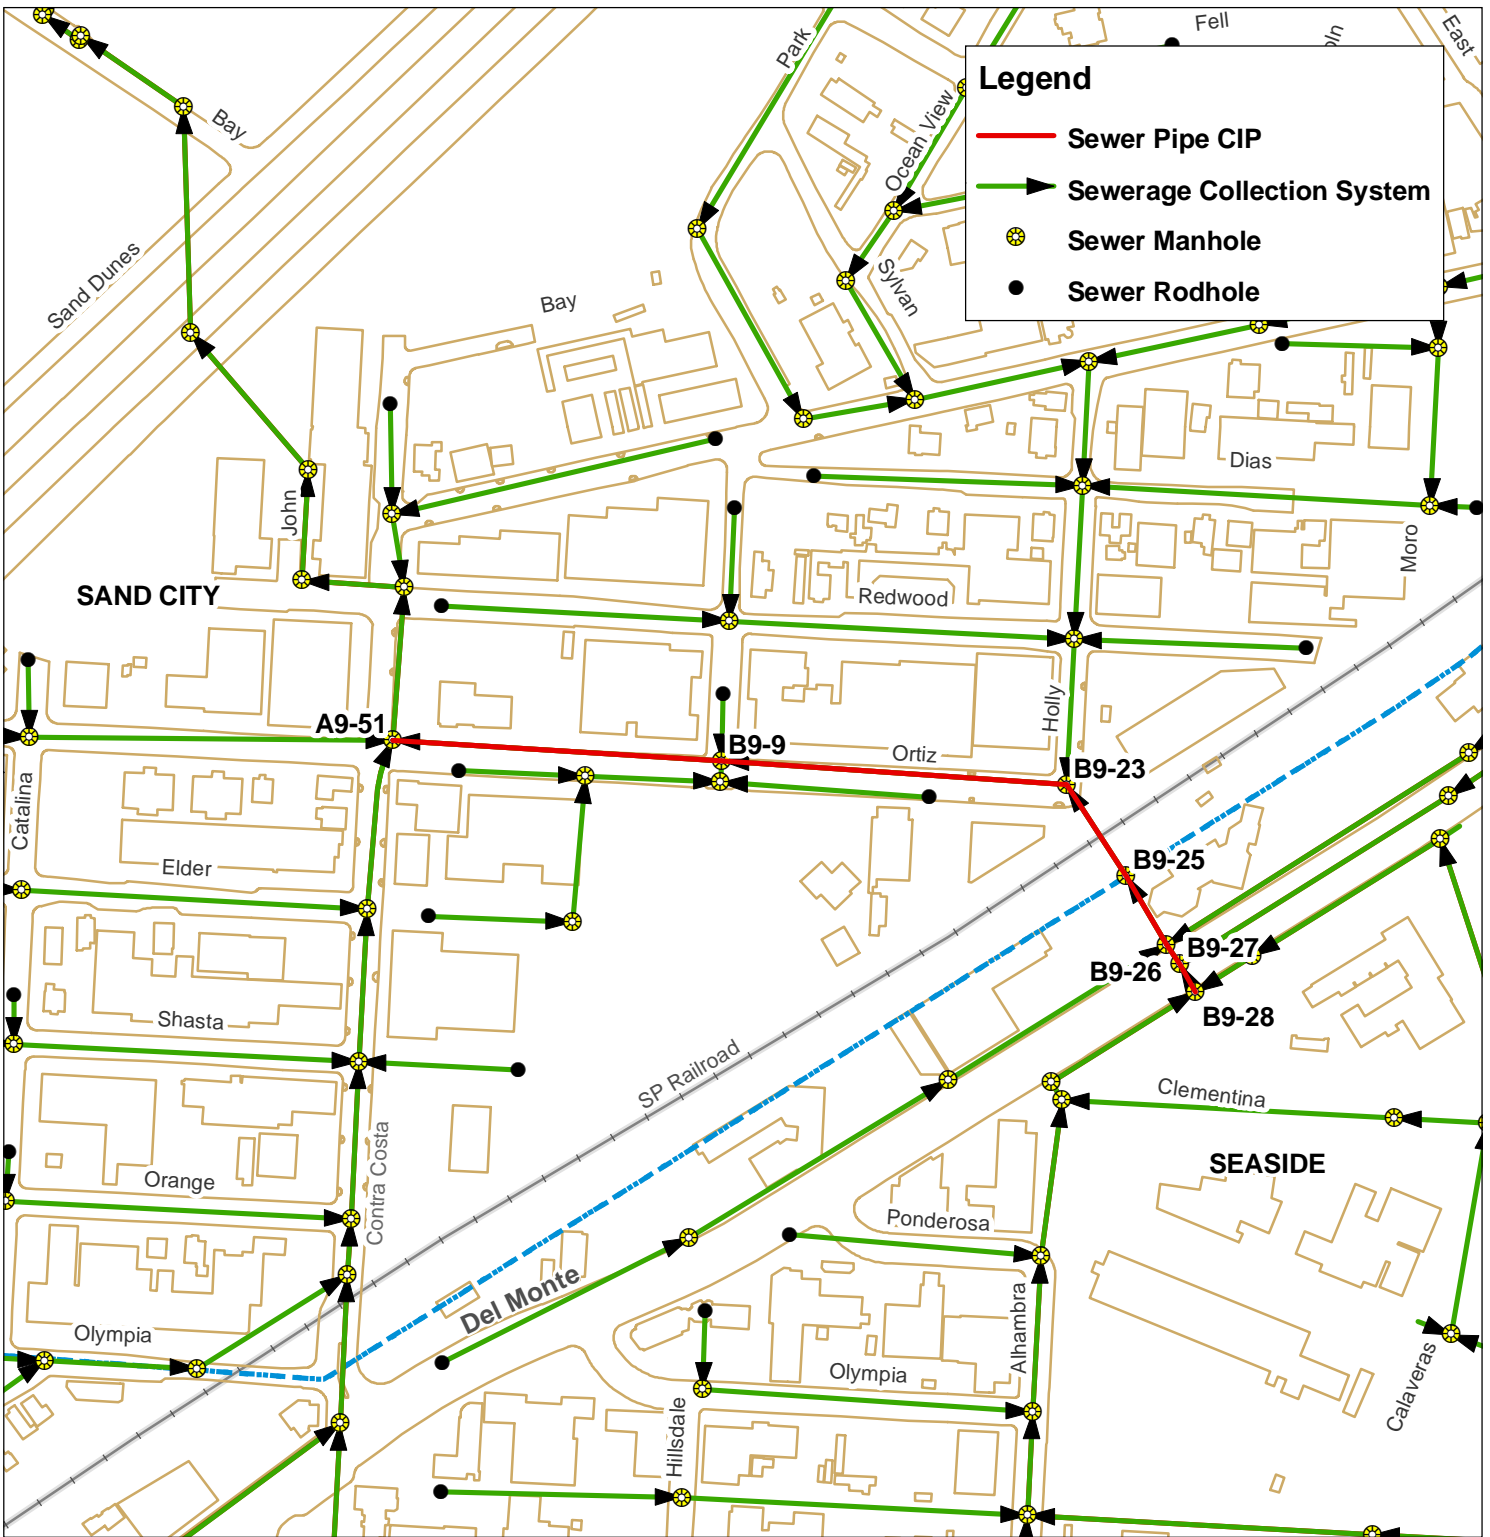 Fell
East
Park
oln
Legend
Sewer Pipe CIP
Sewerage Collection System
Sewer Manhole
Sewer Rodhole
Bay
Ocean View
Sand Dunes
Sylvan
Bay
Dias
John
Moro
SAND CITY
Redwood
Holly
A9-51
B9-9
Ortiz
B9-23
Catalina
Elder
B9-25
B9-27
B9-26
B9-28
Shasta
SP Railroad
Clementina
Contra Costa
SEASIDE
Orange
Ponderosa
Del Monte
Alhambra
Olympia
Olympia
Calaveras
Hillsdale